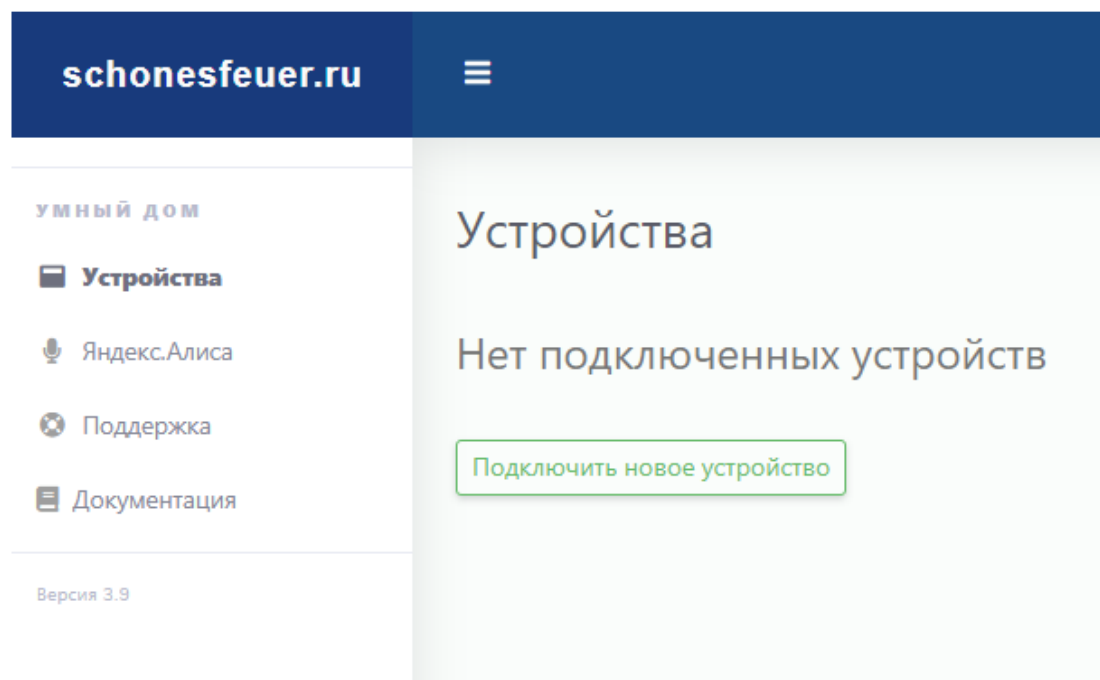 schonesfeuer.ru
УМНЫЙ ДОМ
Устройства
Яндекс.Алиса
Поддержка
Документация
Версия 3.9
Устройства
Нет подключенных устройств
Подключить новое устройство